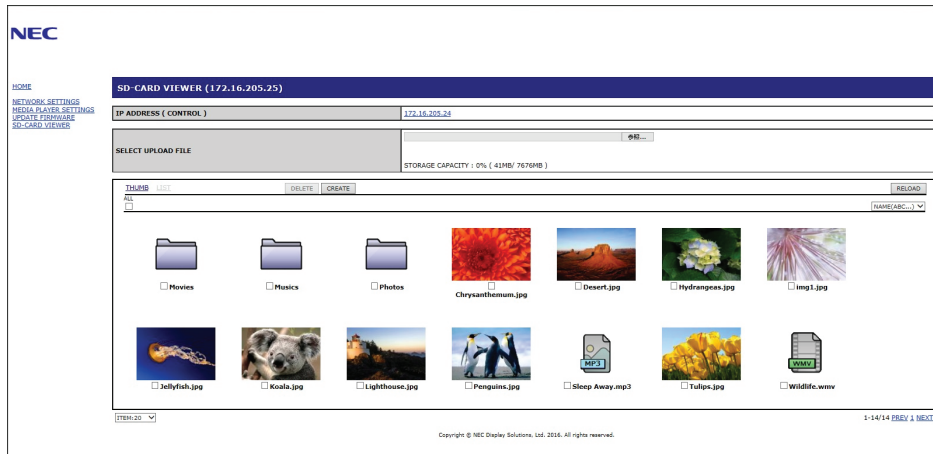 NEC
HOME
NETWORK SETTINGS
MEDIA PLAYER SETTINGS
UPDATE FIRMWARE
SD-CARD VIEWER
SD-CARD VIEWER (172.16.205.25)
IP ADDRESS ( CONTROL )
172.16.205.24
SELECT UPLOAD FILE
参照...
STORAGE CAPACITY : 0% ( 41MB/ 7676MB )
THUMB LIST DELETE CREATE RELOAD
ALL
NAME(ABC...)
Movies Musics Photos Chrysanthemum.jpg Desert.jpg Hydrangeas.jpg img1.jpg
MP3 WMV
Jellyfish.jpg Koala.jpg Lighthouse.jpg Penguins.jpg Sleep Away.mp3 Tulips.jpg Wildlife.wmv
ITEM:20
1-14/14 PREV 1 NEXT
Copyright © NEC Display Solutions, Ltd. 2016. All rights reserved.